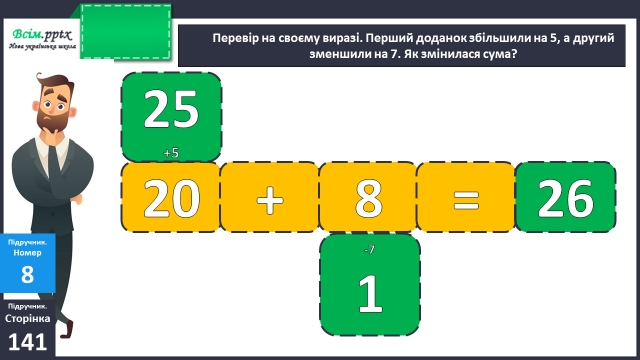 Всім.pptx
Нова українська школа
Перевір на своєму виразі. Перший доданок збільшили на 5, а другий
зменшили на 7. Як змінилася сума?
25
+5
20 + 8 = 26
-7
1
Підручник.
Номер
8
Підручник.
Сторінка
141